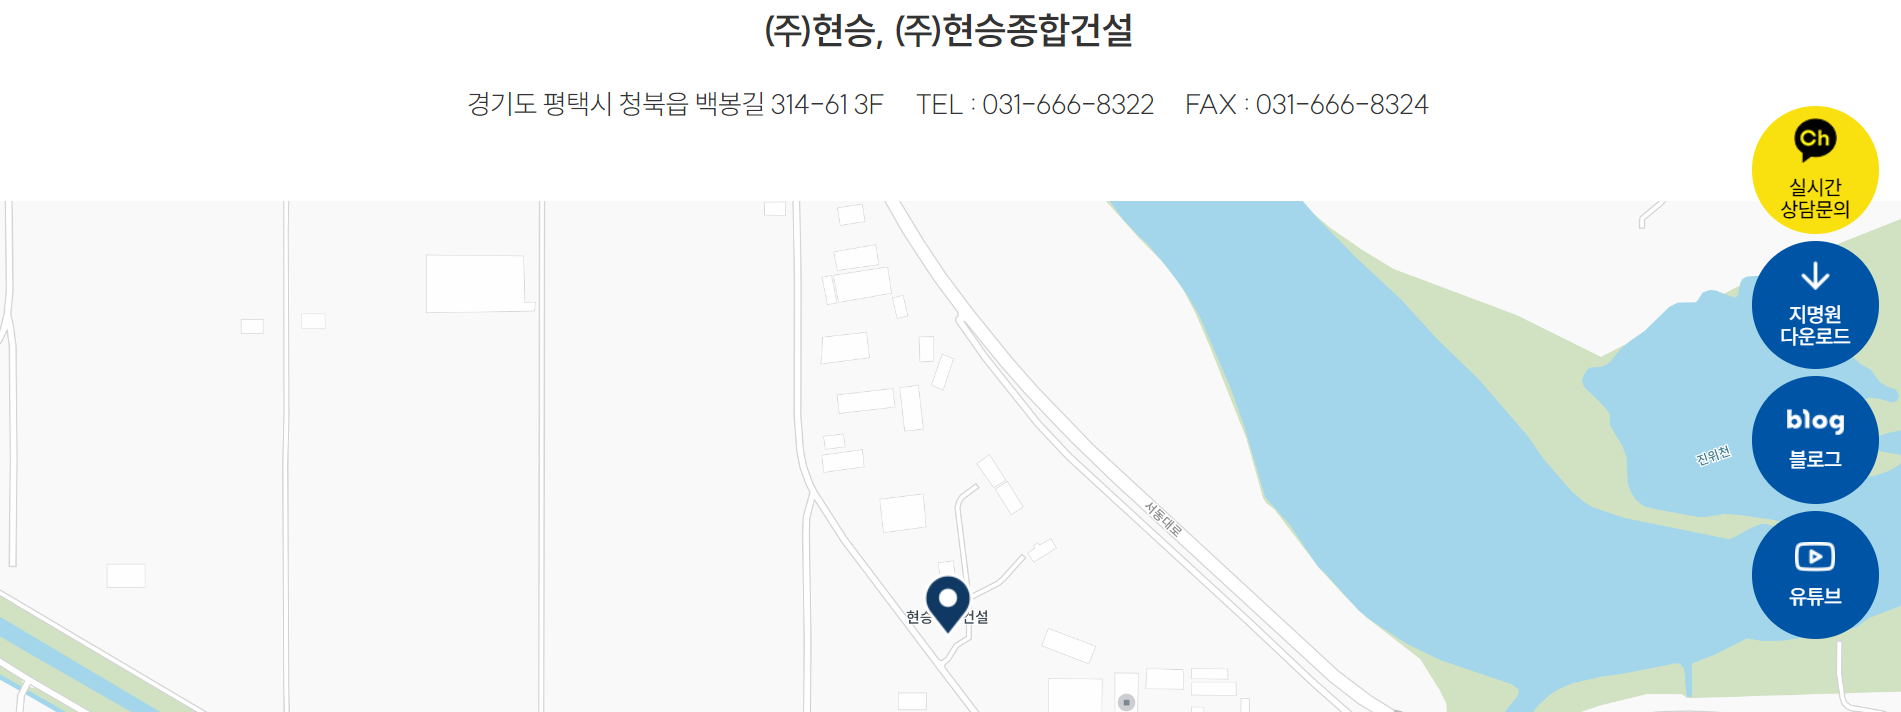 (주)현승, (주)현승종합건설
경기도 평택시 청북읍 백봉길 314-61 3F TEL : 031-666-8322 FAX : 031-666-8324
Ch
실시간
상담문의
지명원
다운로드
blog
블로그
진위천
서동대로
유튜브
현승 건설